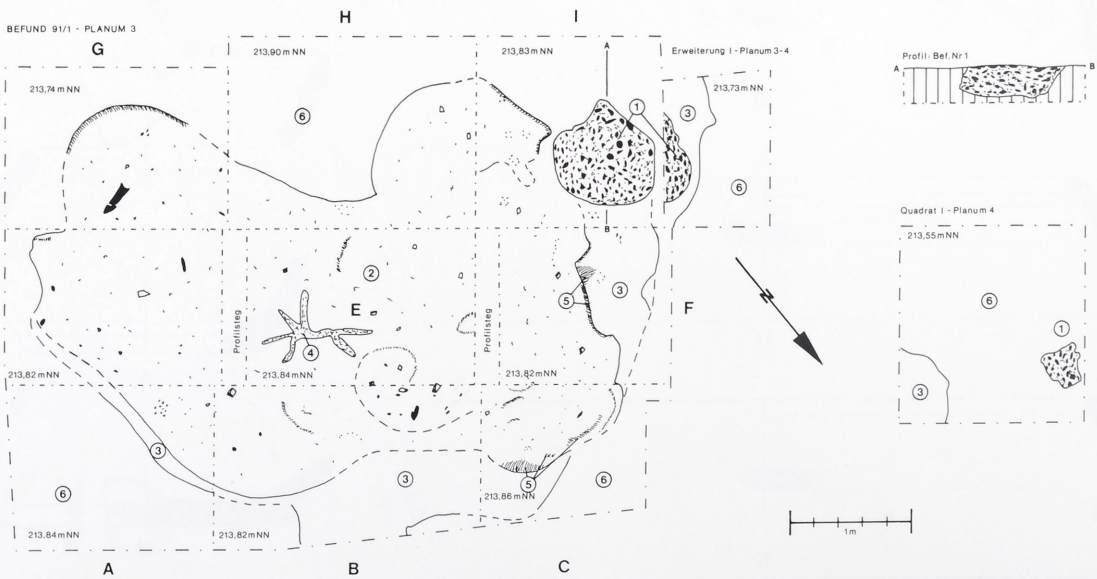 BEFUND 91/1 - PLANUM 3
G
H
I
213,90 m NN
213,83 m NN
A
Erweiterung I - Planum 3-4
213,74 m NN
213,73 m NN
6
1
3
6
B
Profil: Bef. Nr 1
A
B
2
E
Profilsteg
Profilsteg
5
3
F
4
213,82 m NN
213,84 m NN
213,82 m NN
N
Quadrat I - Planum 4
213,55 m NN
6
1
3
3
3
6
5
6
213,86 m NN
213,84 m NN
213,82 m NN
A
B
C
1m